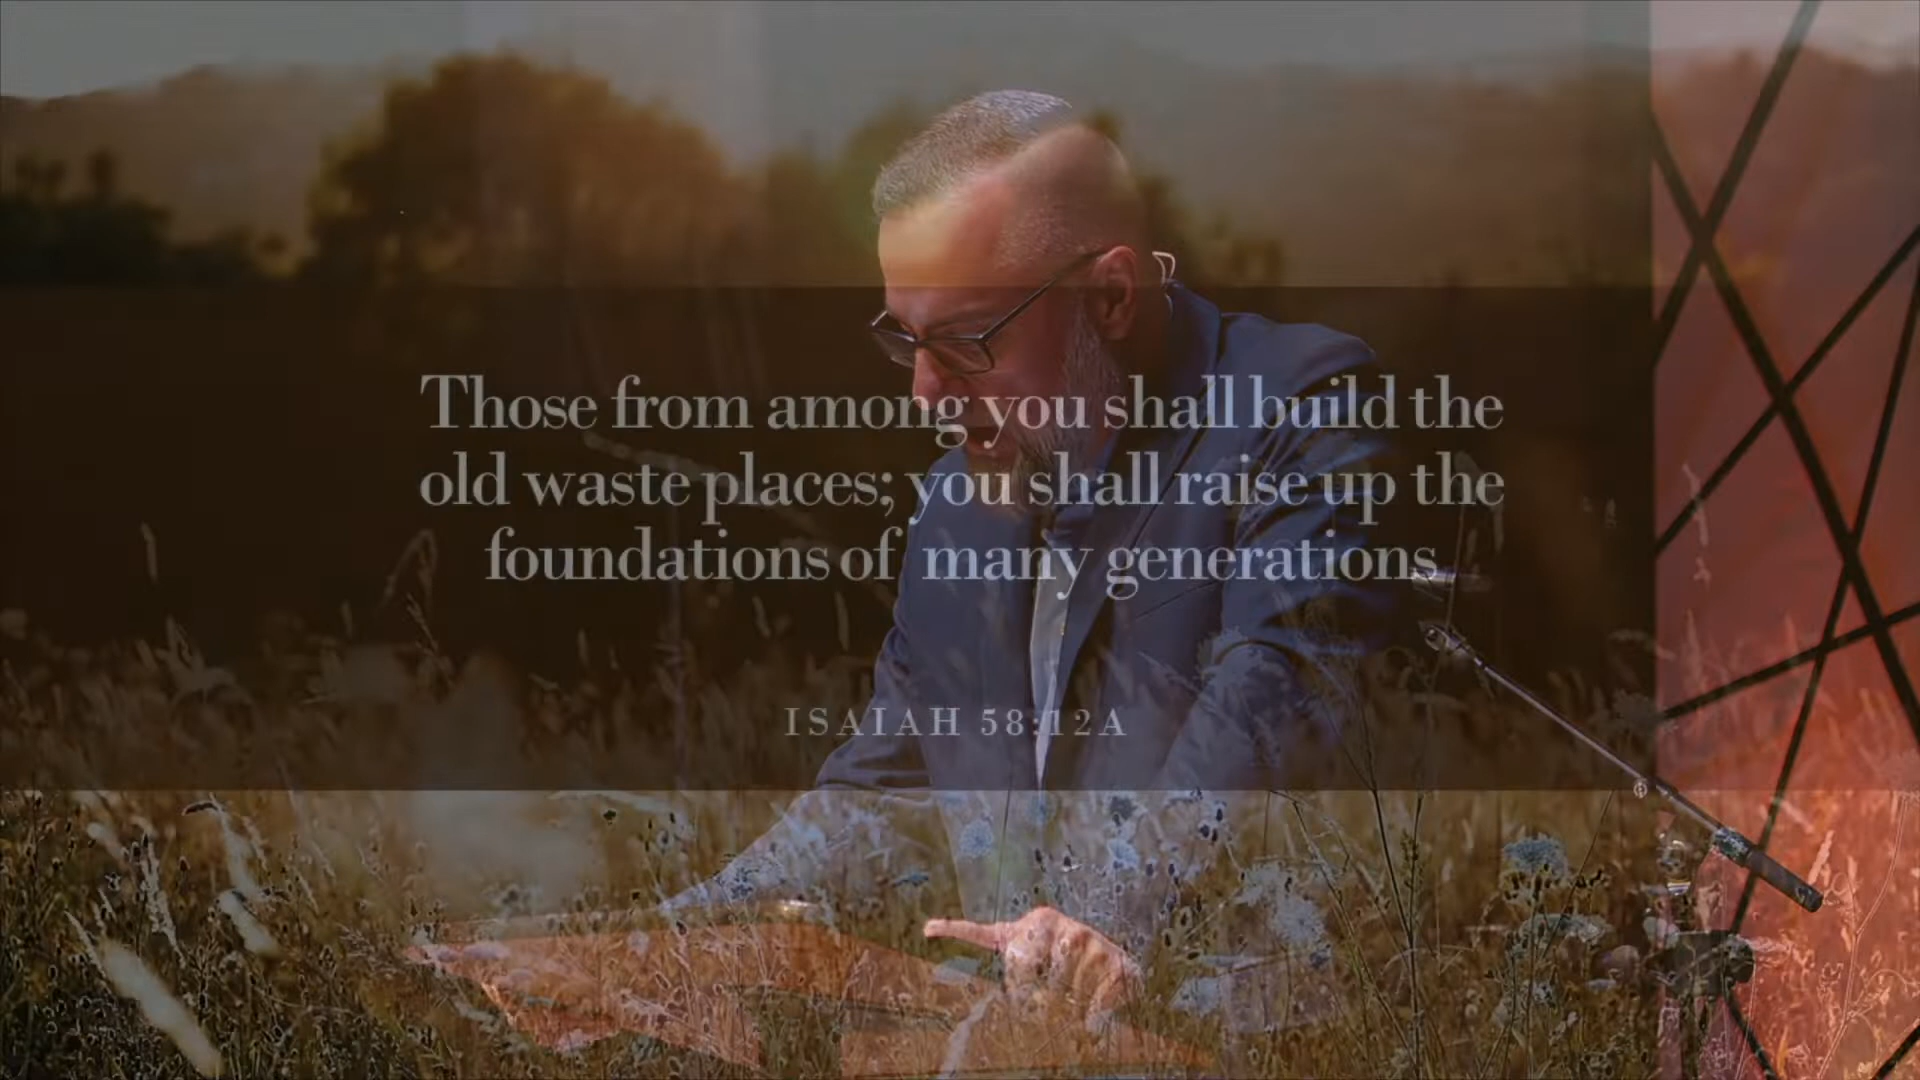 Those from among you shall build the
old waste places; you shall raise up the
foundations of many generations
ISAIAH 58:12A